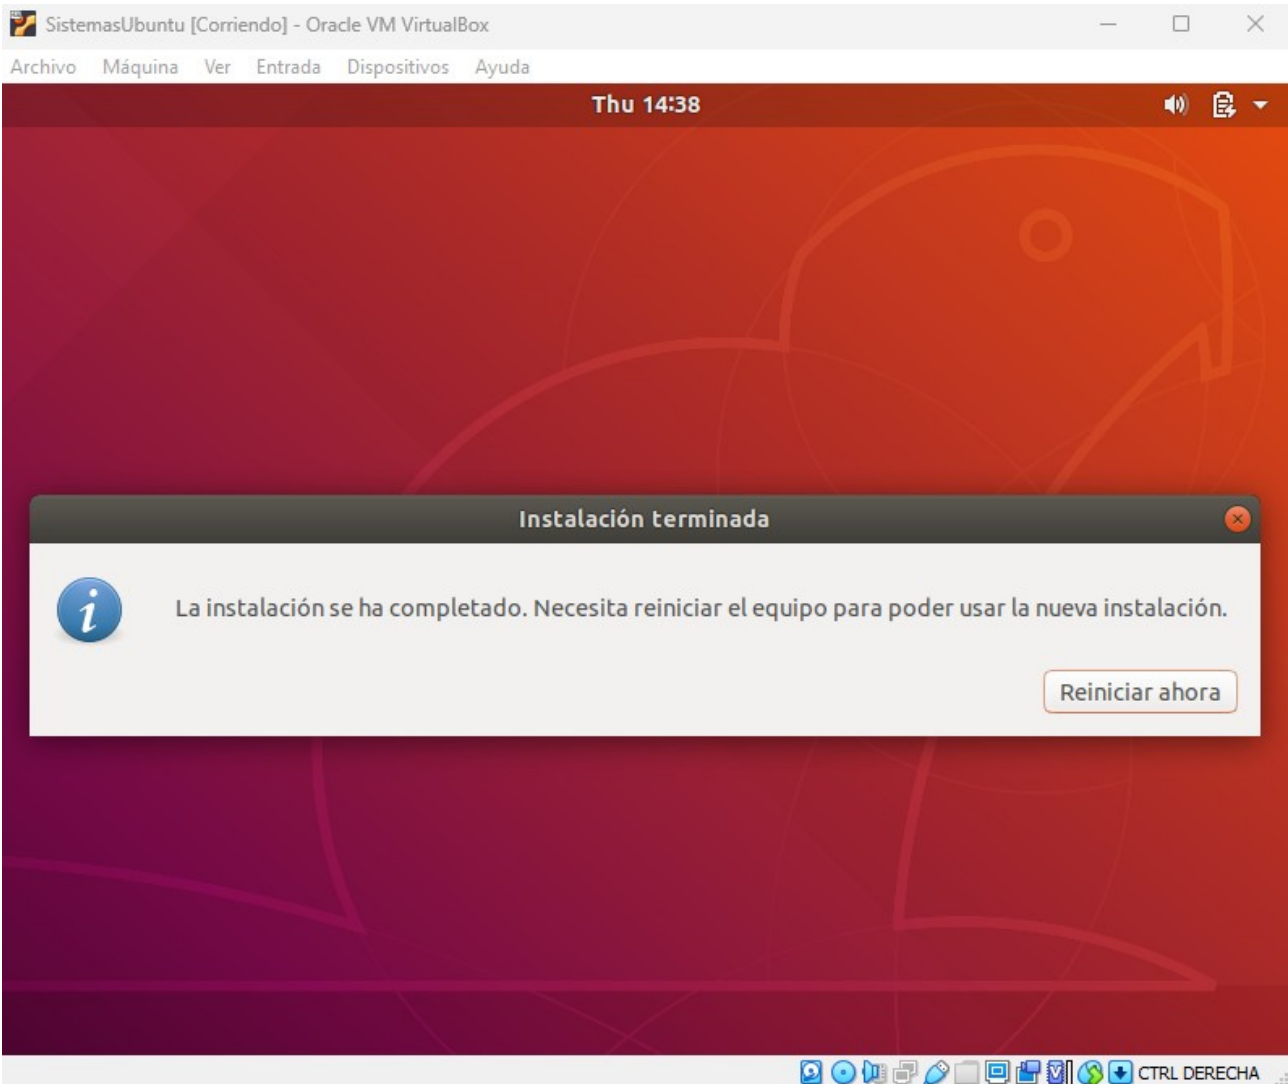 SistemasUbuntu [Corriendo] - Oracle VM VirtualBox
Archivo Máquina Ver Entrada Dispositivos Ayuda
Thu 14:38
Instalación terminada
La instalación se ha completado. Necesita reiniciar el equipo para poder usar la nueva instalación.
Reiniciar ahora
CTRL DERECHA